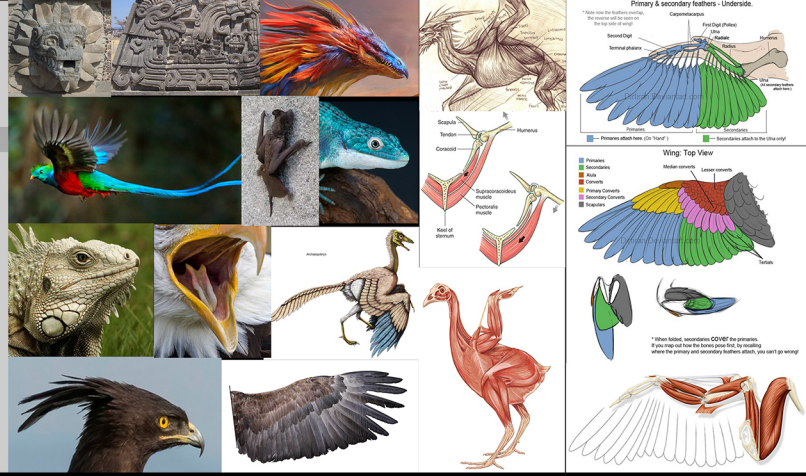 Primary & secondary feathers - Underside.
* Note now the feathers overlap,
the reverse will be seen on
the top side of wing!
Carpometacarpus
First Digit (Pollex)
Ulna
Radiale
Second Digit
Radius
Humerus
Terminal phalanx
Ulna
(All secondary feathers
attach here.)
Primaries
Secondaries
Primaries attach here. (On "Hand" )
Secondaries attach to the Ulna only!
Scapula
Tendon
Coracoid
Humerus
Supracoracoideus
muscle
Pectoralis
muscle
Keel of
sternum
Wing: Top View
Median converts
Lesser converts
Primaries
Secondaries
Alula
Converts
Primary Converts
Secondary Converts
Scapulars
Tertials
Archaeopteryx
* When folded, secondaries cover the primaries.
If you map out how the bones pose first, by recalling
where the primary and secondary feathers attach, you can't go wrong!